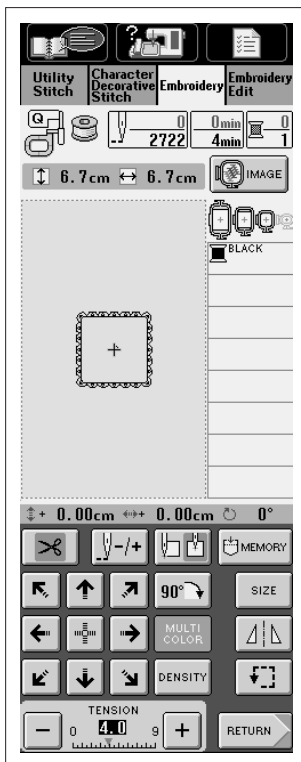 Utility Stitch
Character Decorative Stitch
Embroidery
Embroidery Edit
Q
0
2722
0min
4min
0
1
6.7cm 6.7cm
IMAGE
BLACK
+ 0.00cm + 0.00cm 0°
-/+
MEMORY
90°
SIZE
MULTI COLOR
DENSITY
TENSION
- 0 4.0 9 +
RETURN